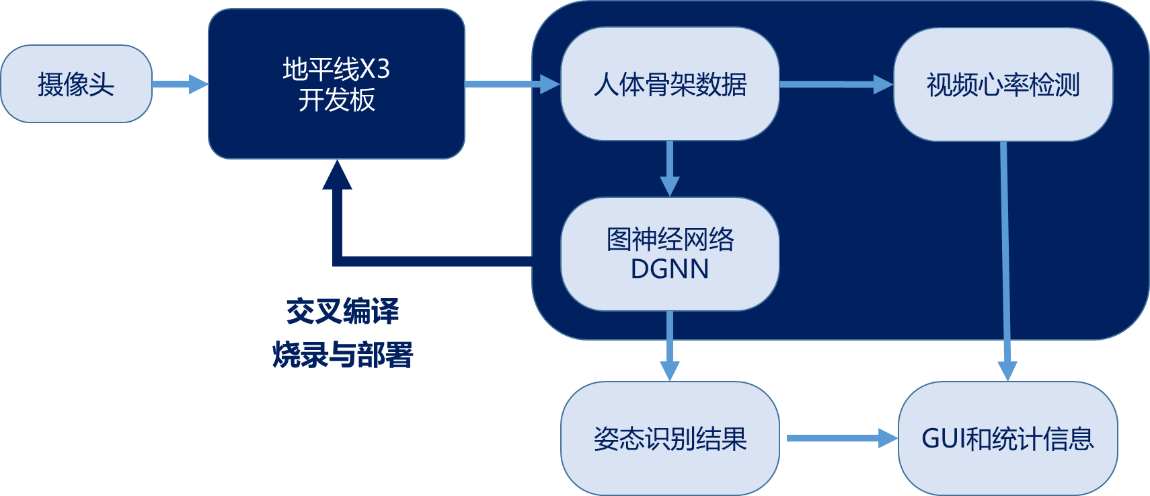 摄像头
地平线X3
开发板
人体骨架数据
视频心率检测
图神经网络
DGNN
交叉编译
烧录与部署
姿态识别结果
GUI和统计信息